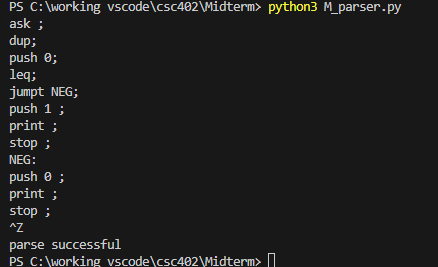 PS C:\working vscode\csc402\Midterm> python3 M_parser.py
ask ;
dup;
push 0;
leq;
jumpt NEG;
push 1 ;
print ;
stop ;
NEG:
push 0 ;
print ;
stop ;
^Z
parse successful
PS C:\working vscode\csc402\Midterm>